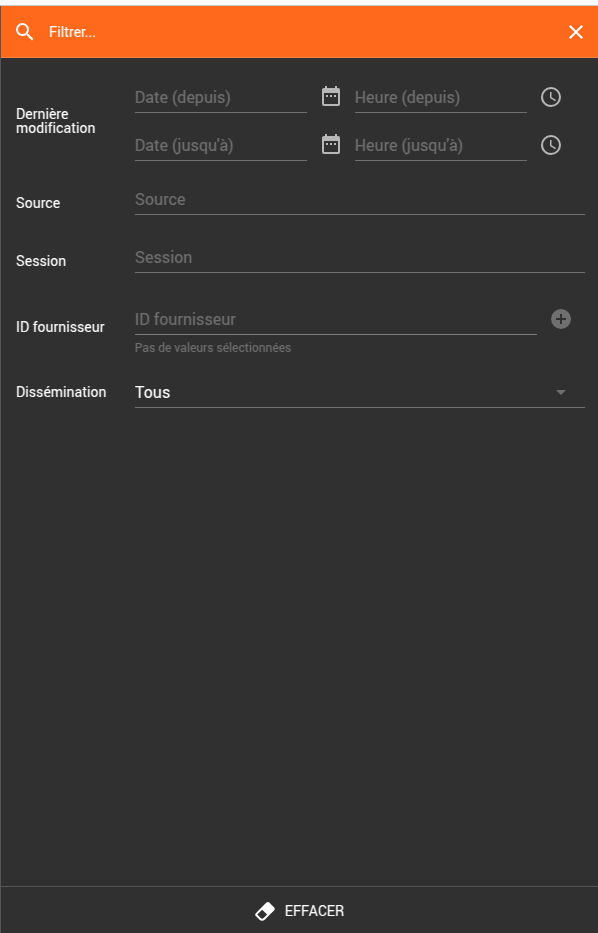 Filtrer...
Dernière
modification
Date (depuis)
Heure (depuis)
Date (jusqu'à)
Heure (jusqu'à)
Source
Source
Session
Session
ID fournisseur
ID fournisseur
Pas de valeurs sélectionnées
Dissémination
Tous
EFFACER